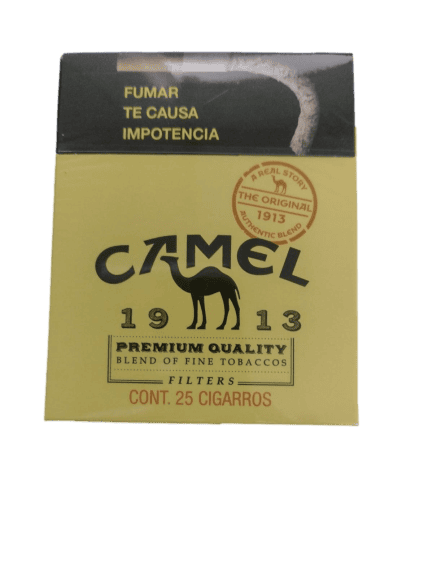 FUMAR
TE CAUSA
IMPOTENCIA
A REAL STORY
THE ORIGINAL
1913
AUTHENTIC BLEND
CAMEL
19 13
PREMIUM QUALITY
BLEND OF FINE TOBACCOS
FILTERS
CONT. 25 CIGARROS